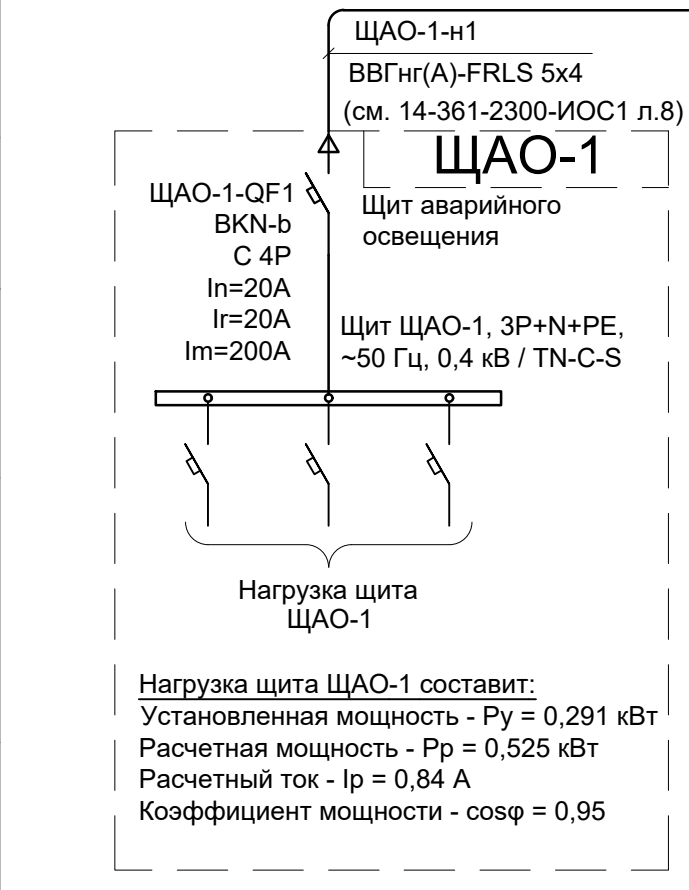 ЩАО-1-н1
ВВГнг(А)-FRLS 5х4
(см. 14-361-2300-ИОС1 л.8)
ЩАО-1
Щит аварийного
освещения
ЩАО-1-QF1
BKN-b
C 4P
In=20A
Ir=20A
Im=200A
Щит ЩАО-1, 3P+N+PE,
~50 Гц, 0,4 кВ / TN-C-S
Нагрузка щита
ЩАО-1
Нагрузка щита ЩАО-1 составит:
Установленная мощность - Ру = 0,291 кВт
Расчетная мощность - Рр = 0,525 кВт
Расчетный ток - Iр = 0,84 А
Коэффициент мощности - cosφ = 0,95